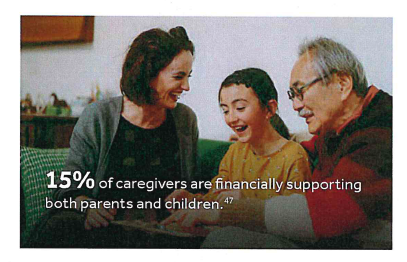 15% of caregivers are financially supporting
both parents and children.47